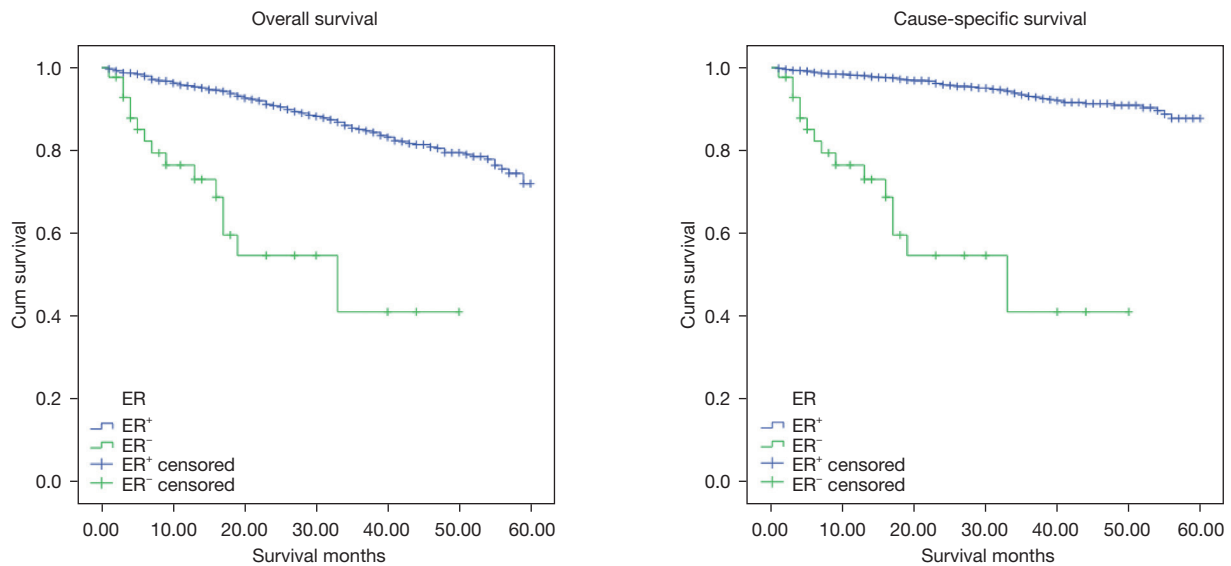 Overall survival
Cum survival
1.0
0.8
0.6
0.4
0.2
0.0
ER
ER⁺
ER⁻
ER⁺ censored
ER⁻ censored
0.00 10.00 20.00 30.00 40.00 50.00 60.00
Survival months
Cause-specific survival
Cum survival
1.0
0.8
0.6
0.4
0.2
0.0
ER
ER⁺
ER⁻
ER⁺ censored
ER⁻ censored
0.00 10.00 20.00 30.00 40.00 50.00 60.00
Survival months